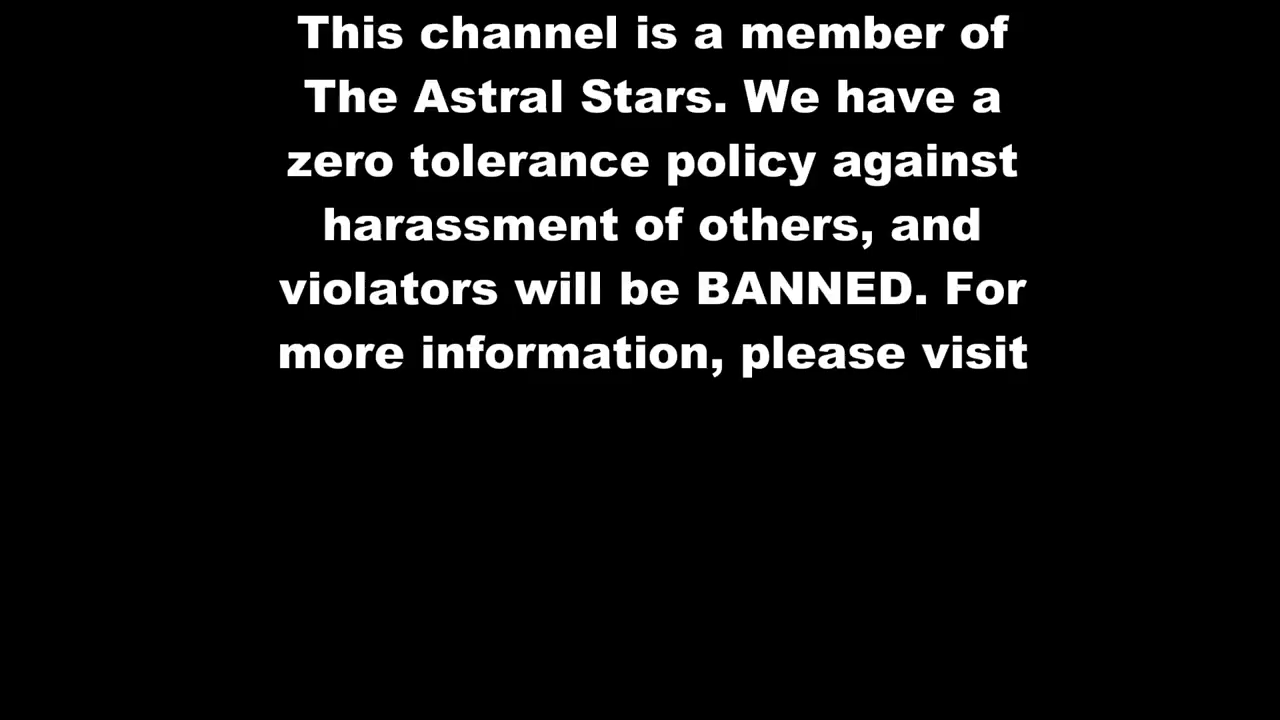 This channel is a member of
The Astral Stars. We have a
zero tolerance policy against
harassment of others, and
violators will be BANNED. For
more information, please visit